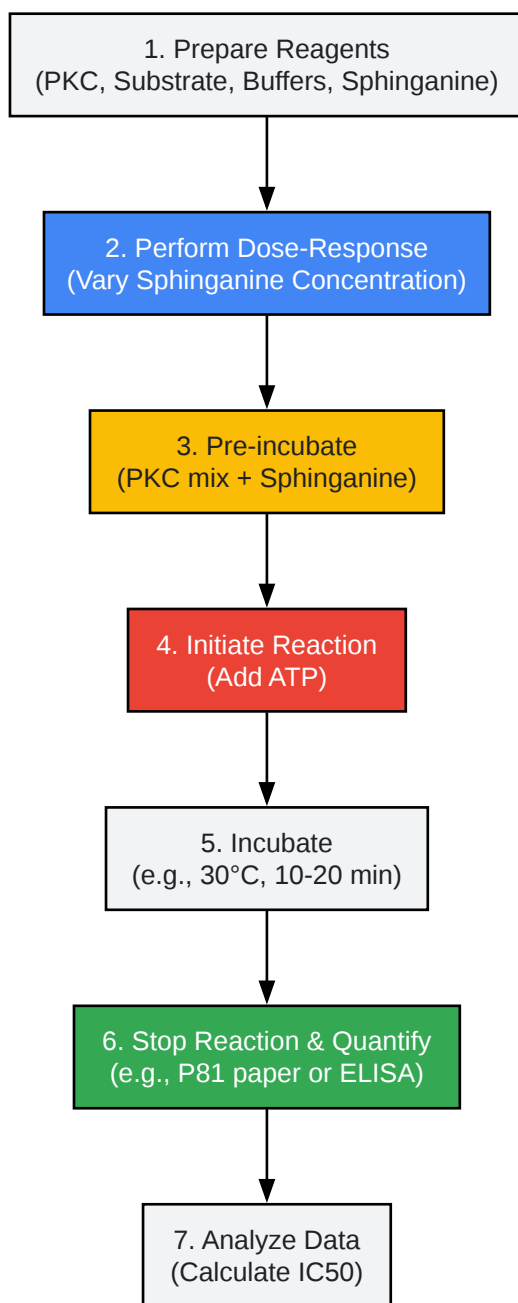 1. Prepare Reagents
(PKC, Substrate, Buffers, Sphinganine)
2. Perform Dose-Response
(Vary Sphinganine Concentration)
3. Pre-incubate
(PKC mix + Sphinganine)
4. Initiate Reaction
(Add ATP)
5. Incubate
(e.g., 30°C, 10-20 min)
6. Stop Reaction & Quantify
(e.g., P81 paper or ELISA)
7. Analyze Data
(Calculate IC50)